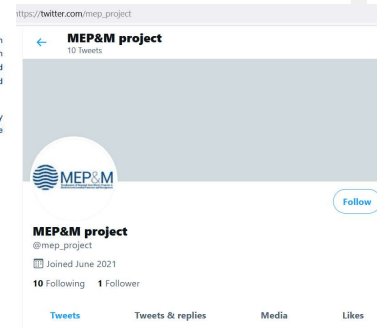 https://twitter.com/mep_project
MEP&M project
10 Tweets
MEP&M
Follow
MEP&M project
@mep_project
Joined June 2021
10 Following 1 Follower
Tweets Tweets & replies Media Likes